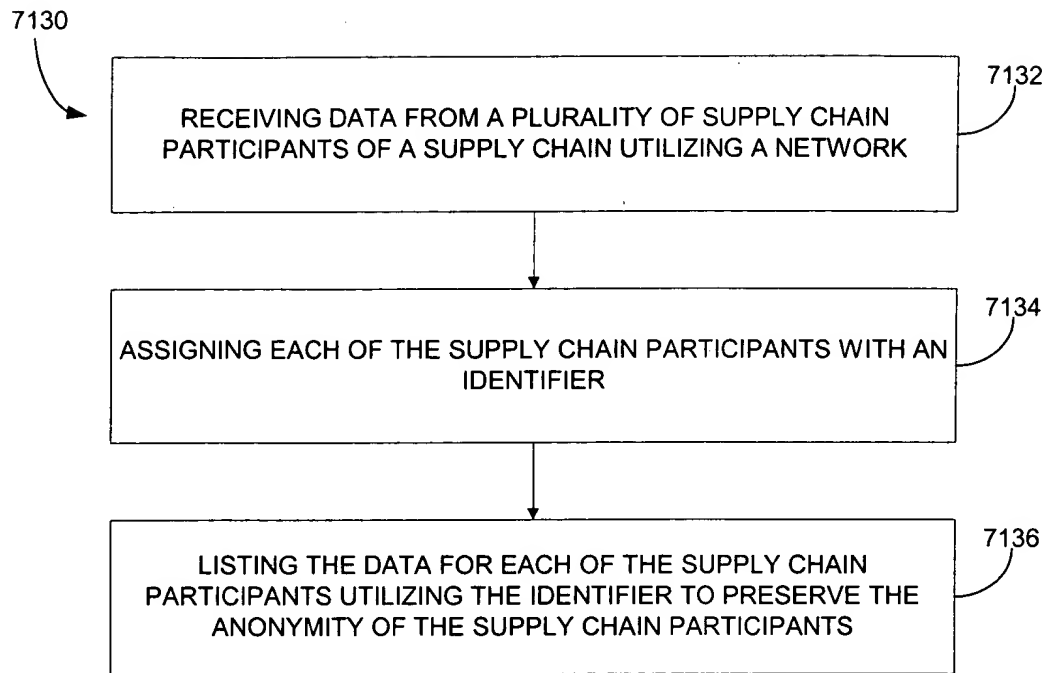 7130
7132
RECEIVING DATA FROM A PLURALITY OF SUPPLY CHAIN
PARTICIPANTS OF A SUPPLY CHAIN UTILIZING A NETWORK
7134
ASSIGNING EACH OF THE SUPPLY CHAIN PARTICIPANTS WITH AN
IDENTIFIER
7136
LISTING THE DATA FOR EACH OF THE SUPPLY CHAIN
PARTICIPANTS UTILIZING THE IDENTIFIER TO PRESERVE THE
ANONYMITY OF THE SUPPLY CHAIN PARTICIPANTS